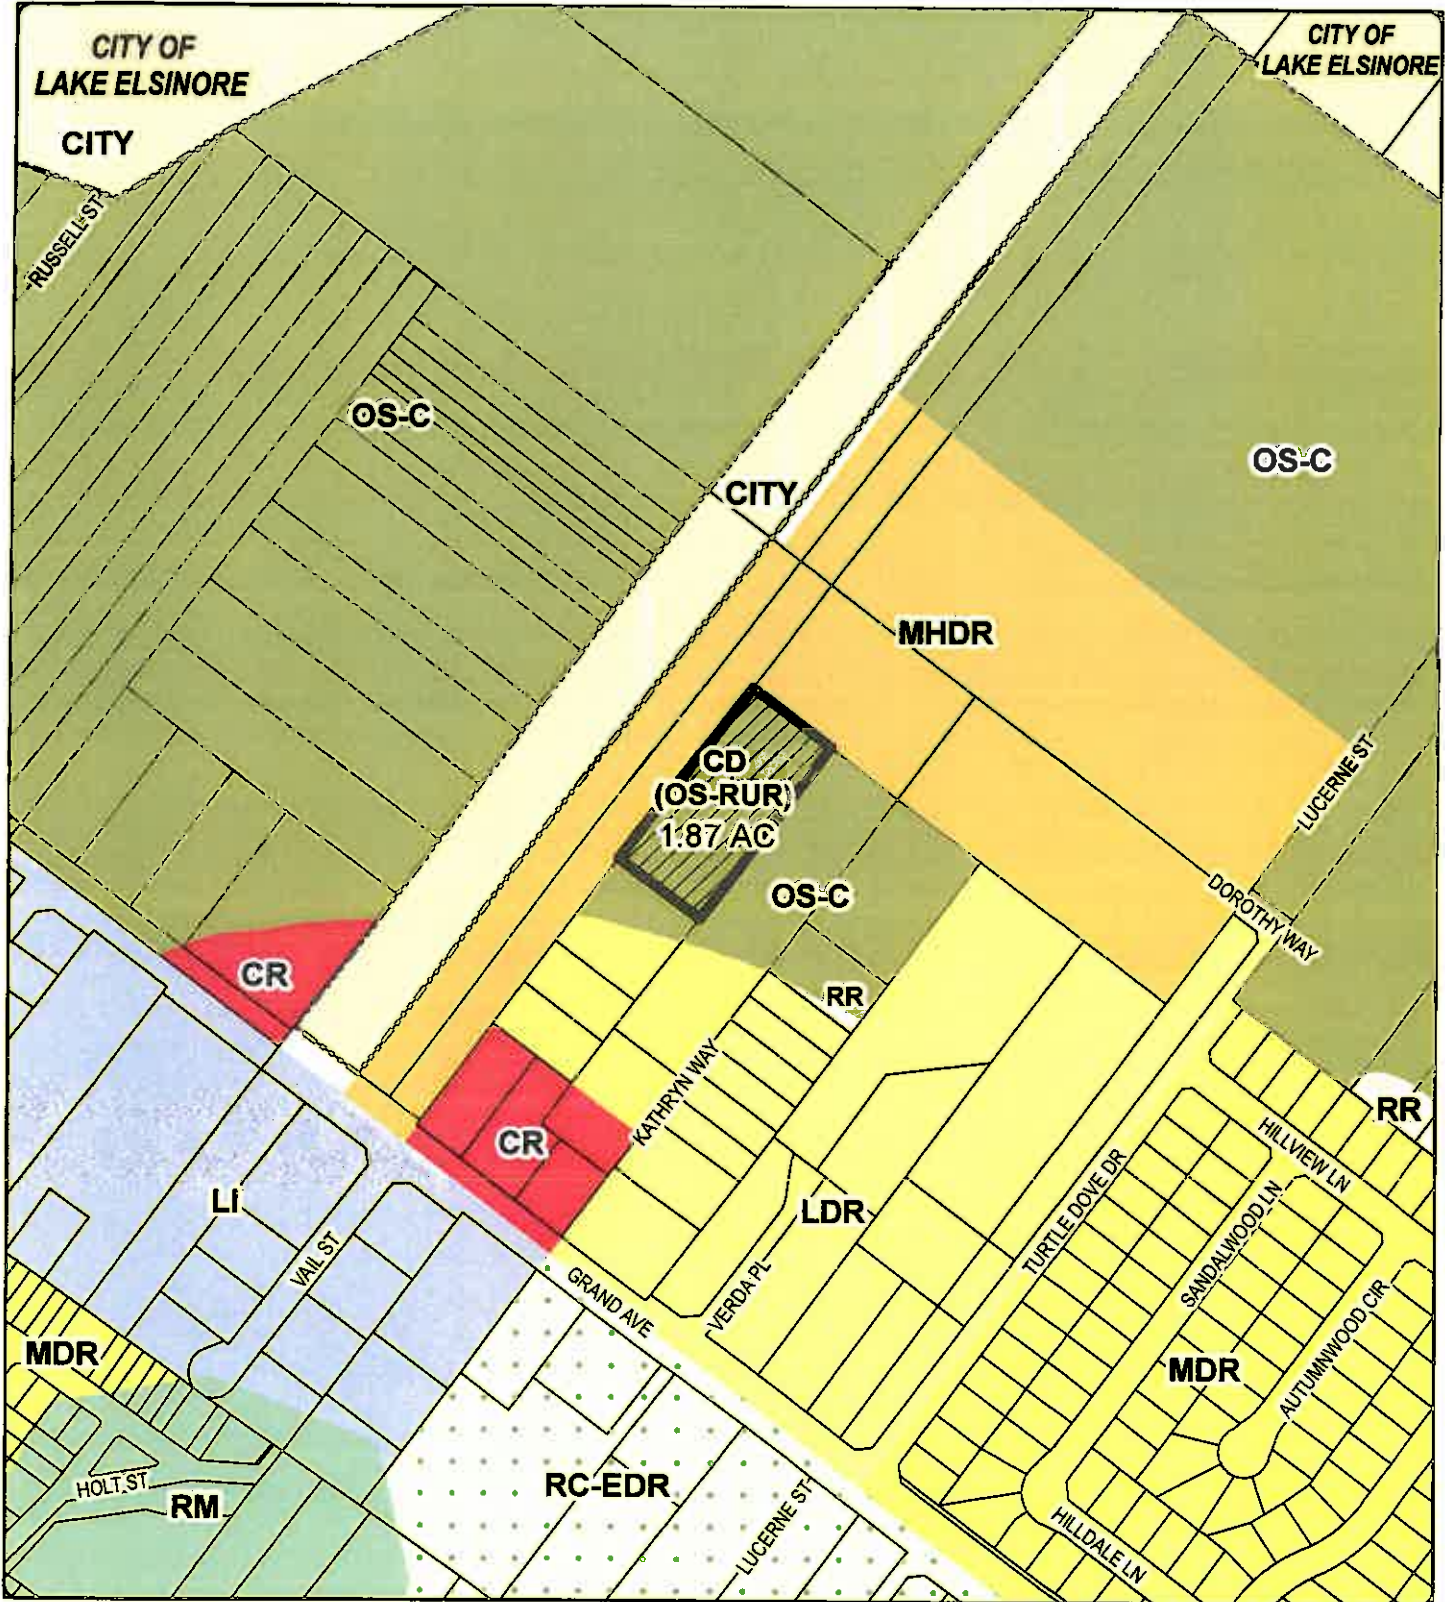 CITY OF
LAKE ELSINORE
CITY OF
LAKE ELSINORE
CITY
RUSSELL ST
OS-C
OS-C
CITY
MHDR
CD
(OS-RUR)
1.87 AC
LUCERNE ST
OS-C
DOROTHY WAY
CR
RR
KATHRYN WAY
RR
CR
HILLVIEW LN
LI
LDR
TURTLE DOVE DR
SANDALWOOD LN
VAIL ST
VERDA PL
GRAND AVE
AUTUMNWOOD CIR
MDR
MDR
HOLT ST
RM
RC-EDR
LUCERNE ST
HILLDALE LN